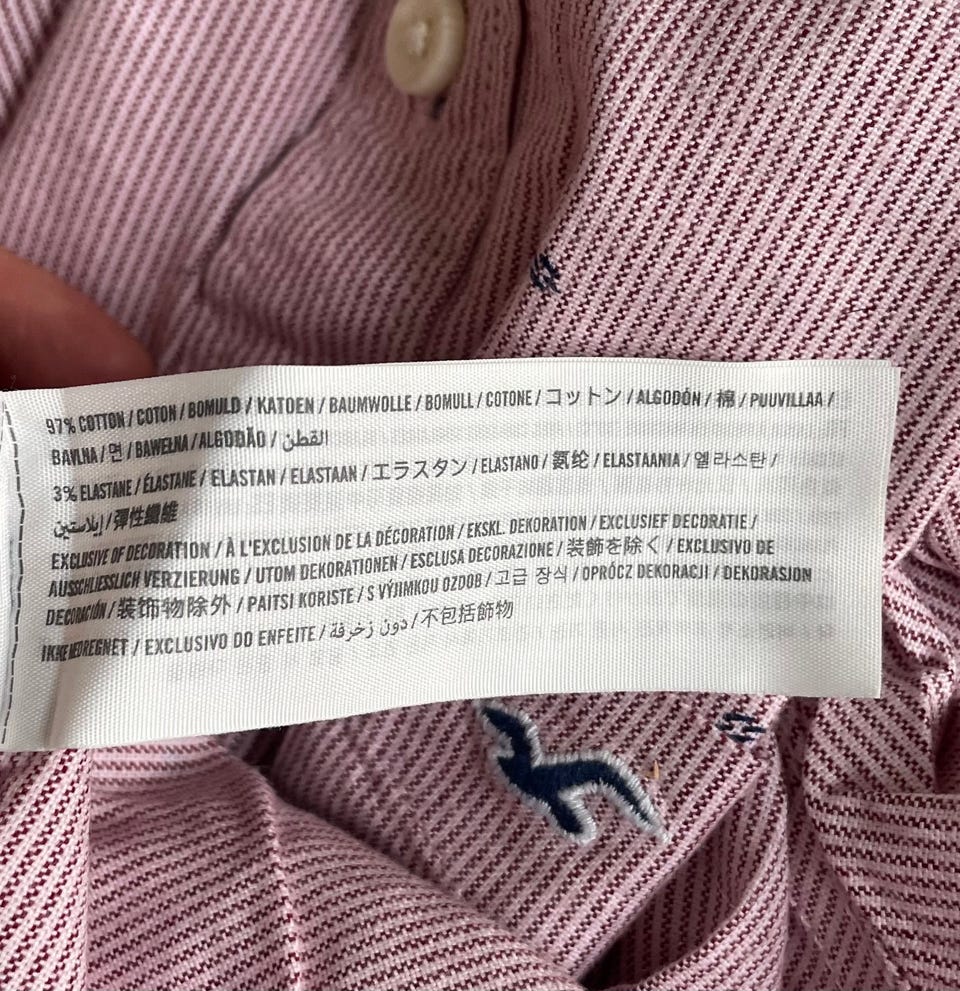 97% COTTON / COTON / BOMULD / KATOEN / BAUMWOLLE / BOMULL / COTONE / コットン / ALGODÓN / 棉 / PUUVILLAA /
BAVLNA / 면 / BAWEŁNA / ALGODÃO / القطن
3% ELASTANE / ÉLASTANE / ELASTAN / ELASTAAN / エラスタン / ELASTANO / 氨纶 / ELASTAANIA / 엘라스탄 /
إيلاستين / 彈性纖維
EXCLUSIVE OF DECORATION / À L'EXCLUSION DE LA DÉCORATION / EKSKL. DEKORATION / EXCLUSIEF DECORATIE /
AUSSCHLIESSLICH VERZIERUNG / UTOM DEKORATIONEN / ESCLUSA DECORAZIONE / 装飾を除く / EXCLUSIVO DE
DECORACIÓN / 装饰物除外 / PAITSI KORISTE / S VÝJIMKOU OZDOB / 고급 장식 / OPRÓCZ DEKORACJI / DEKORASJON
IKKE MEDREGNET / EXCLUSIVO DO ENFEITE / دون زخرفة / 不包括飾物